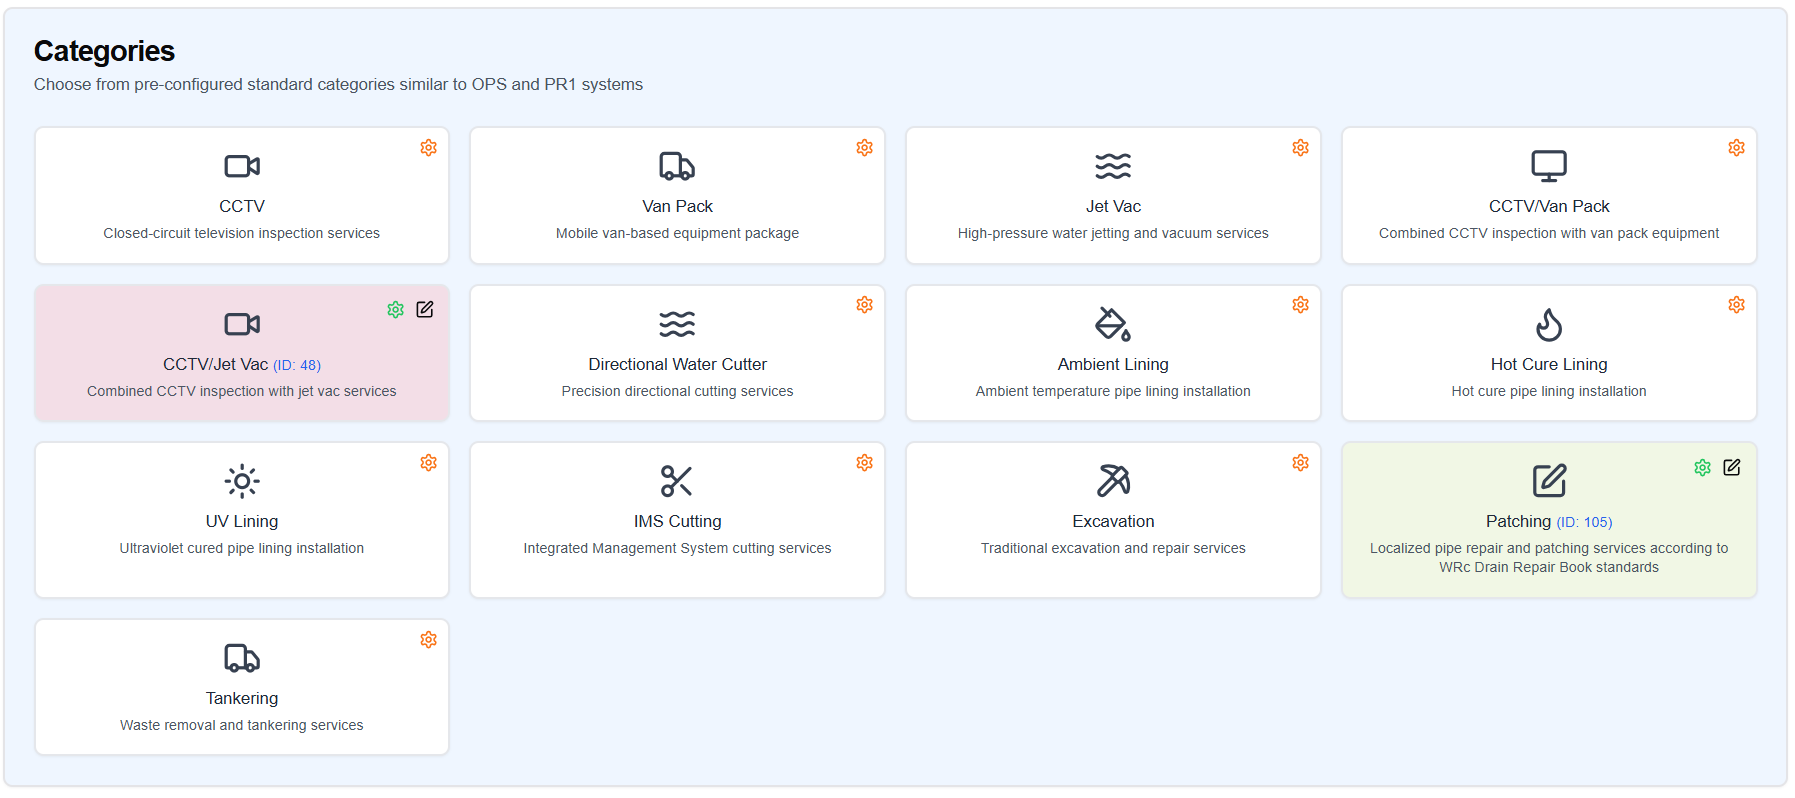 Categories
Choose from pre-configured standard categories similar to OPS and PR1 systems
CCTV
Closed-circuit television inspection services
Van Pack
Mobile van-based equipment package
Jet Vac
High-pressure water jetting and vacuum services
CCTV/Van Pack
Combined CCTV inspection with van pack equipment
CCTV/Jet Vac (ID: 48)
Combined CCTV inspection with jet vac services
Directional Water Cutter
Precision directional cutting services
Ambient Lining
Ambient temperature pipe lining installation
Hot Cure Lining
Hot cure pipe lining installation
UV Lining
Ultraviolet cured pipe lining installation
IMS Cutting
Integrated Management System cutting services
Excavation
Traditional excavation and repair services
Patching (ID: 105)
Localized pipe repair and patching services according to
WRc Drain Repair Book standards
Tankering
Waste removal and tankering services